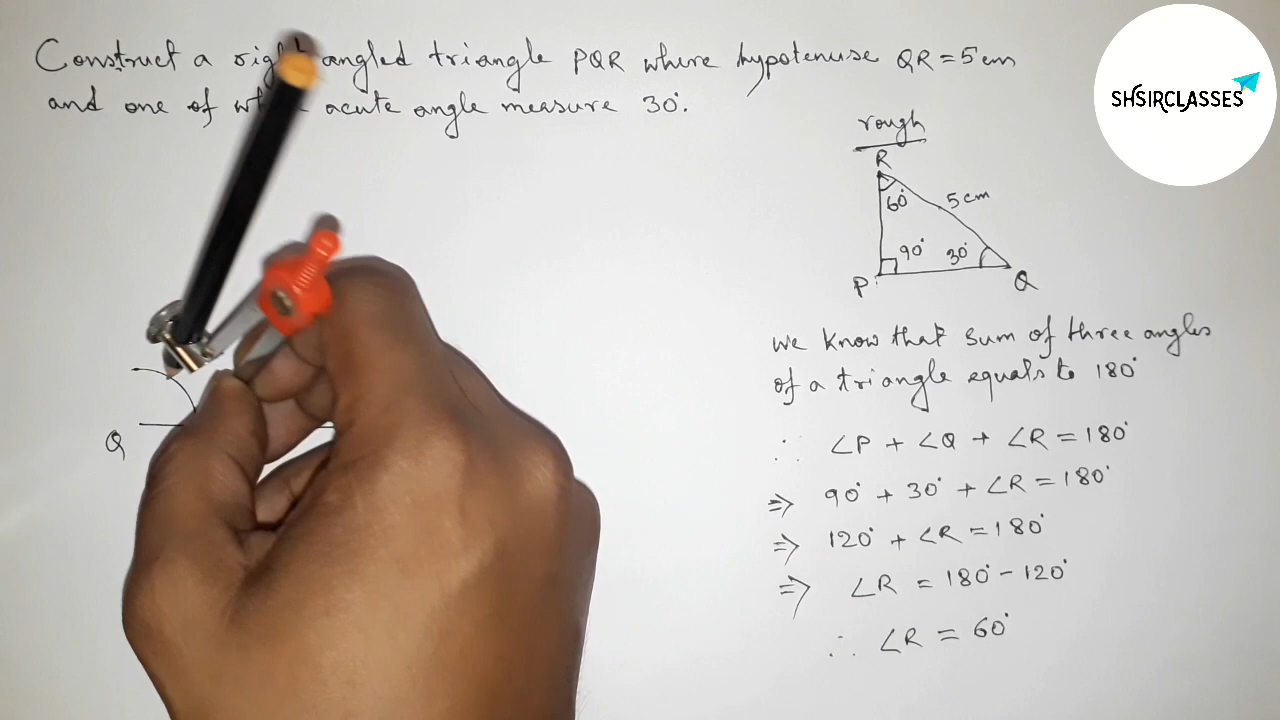 Construct a right angled triangle PQR where hypotenuse QR = 5 cm
and one of acute angle measure 30°.
SHSIRCLASSES
rough
R
60°
5 cm
90°
30°
P
Q
we know that sum of three angles
of a triangle equals to 180°
∴ ∠P + ∠Q + ∠R = 180°
⇒ 90° + 30° + ∠R = 180°
⇒ 120° + ∠R = 180°
⇒ ∠R = 180° - 120°
∴ ∠R = 60°
Q